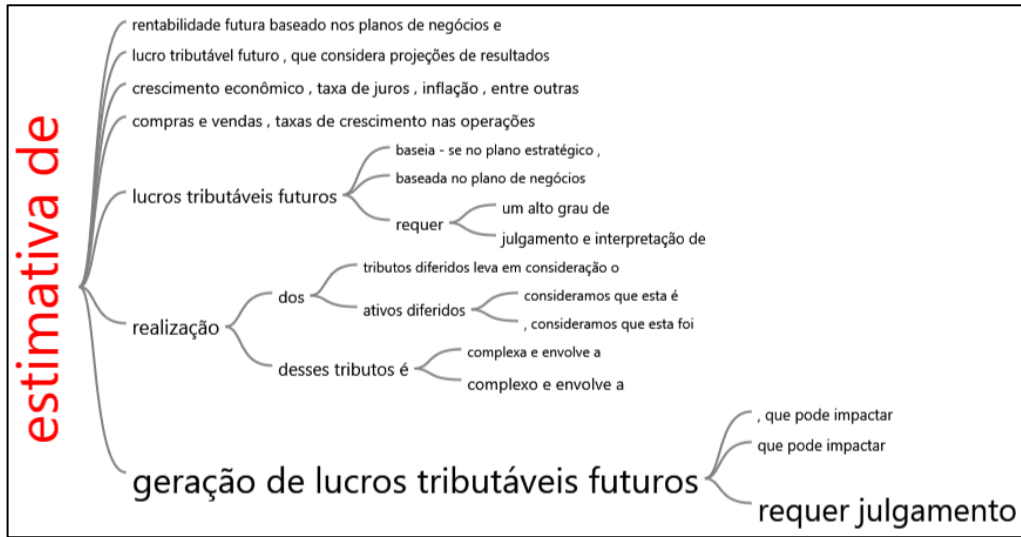 estimativa de
rentabilidade futura baseado nos planos de negócios e
lucro tributável futuro , que considera projeções de resultados
crescimento econômico , taxa de juros , inflação , entre outras
compras e vendas , taxas de crescimento nas operações
lucros tributáveis futuros
baseia - se no plano estratégico ,
baseada no plano de negócios
requer
um alto grau de
julgamento e interpretação de
realização
dos
tributos diferidos leva em consideração o
ativos diferidos
consideramos que esta é
, consideramos que esta foi
desses tributos é
complexa e envolve a
complexo e envolve a
geração de lucros tributáveis futuros
, que pode impactar
que pode impactar
requer julgamento